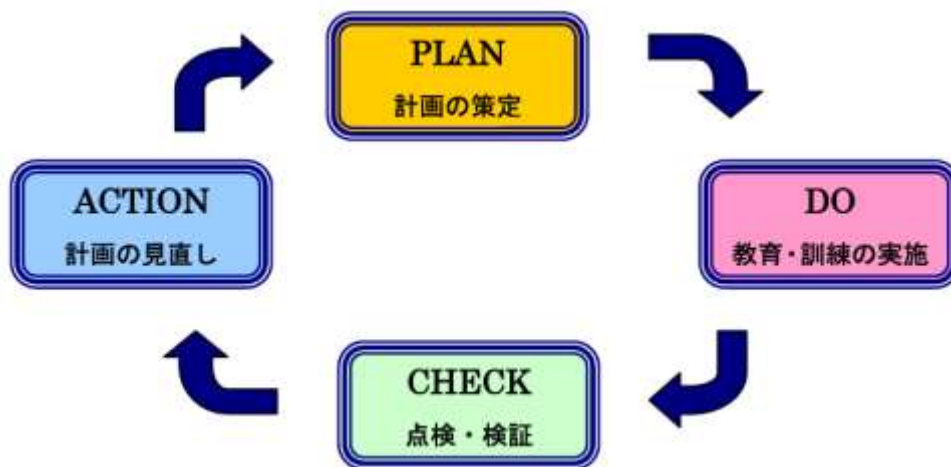 PLAN
計画の策定
ACTION
計画の見直し
DO
教育・訓練の実施
CHECK
点検・検証